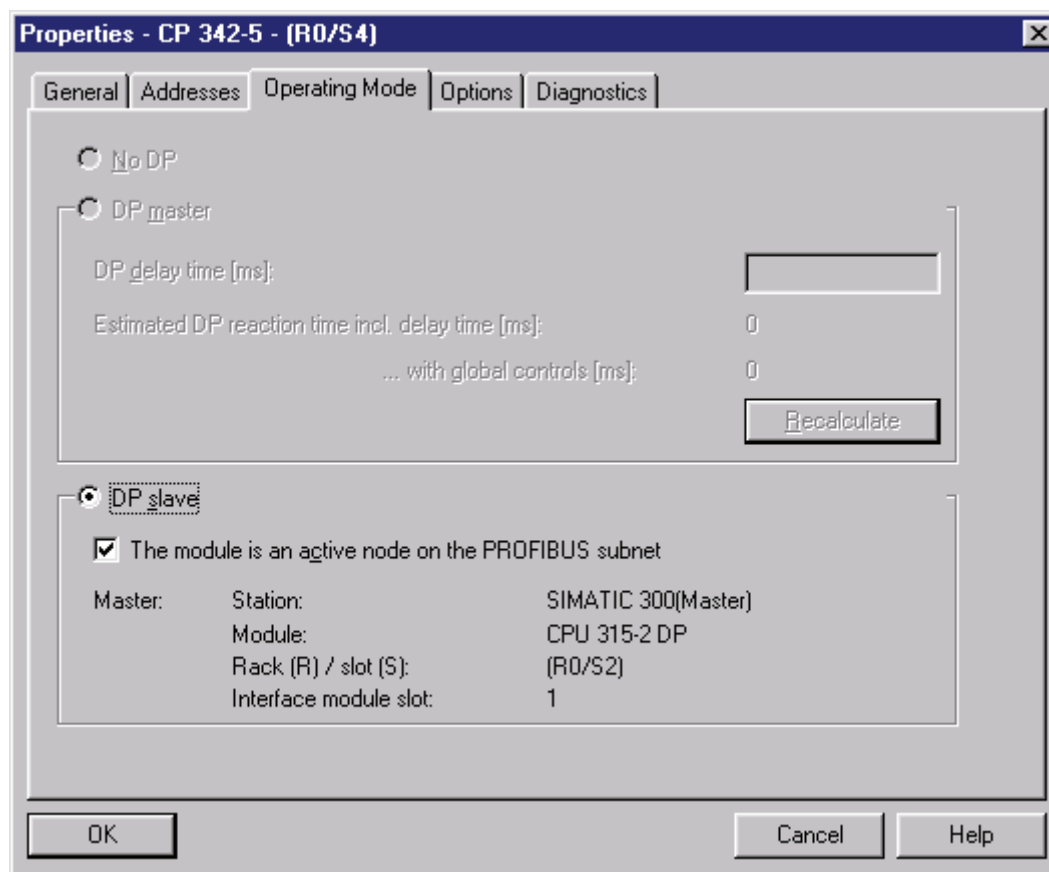 Properties - CP 342-5 - (R0/S4)
General Addresses Operating Mode Options Diagnostics
No DP
DP master
DP delay time [ms]:
Estimated DP reaction time incl. delay time [ms]: 0
... with global controls [ms]: 0
Recalculate
DP slave
The module is an active node on the PROFIBUS subnet
Master: Station: SIMATIC 300(Master)
Module: CPU 315-2 DP
Rack (R) / slot (S): (R0/S2)
Interface module slot: 1
OK Cancel Help